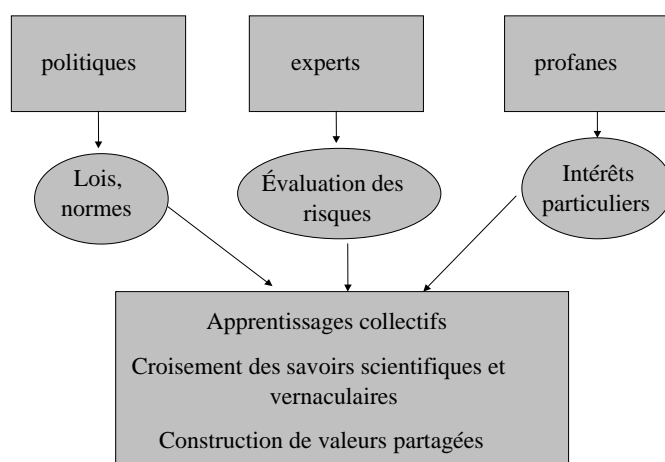 politiques
experts
profanes
Lois,
normes
Évaluation des
risques
Intérêts
particuliers
Apprentissages collectifs
Croisement des savoirs scientifiques et
vernaculaires
Construction de valeurs partagées